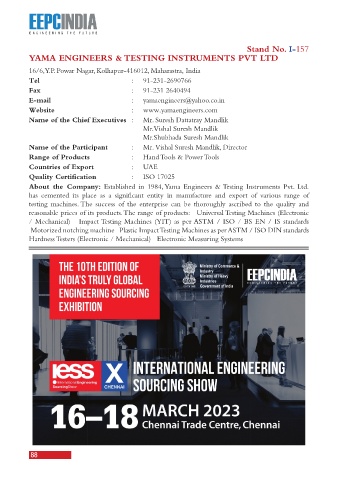 EEPCINDIA
ENGINEERING THE FUTURE
Stand No. I-157
YAMA ENGINEERS & TESTING INSTRUMENTS PVT LTD
16/6,Y.P. Powar Nagar, Kolhapur-416012, Maharastra, India
Tel : 91-231-2690766
Fax : 91-231 2640494
E-mail : yamaengineers@yahoo.co.in
Website : www.yamaengineers.com
Name of the Chief Executives : Mr. Suresh Dattatray Mandlik
Mr. Vishal Suresh Mandlik
Mr. Shubhada Suresh Mandlik
Name of the Participant : Mr. Vishal Suresh Mandlik, Director
Range of Products : Hand Tools & Power Tools
Countries of Export : UAE
Quality Certification : ISO 17025
About the Company: Established in 1984, Yama Engineers & Testing Instruments Pvt. Ltd.
has cemented its place as a significant entity in manufacture and export of various range of
testing machines. The success of the enterprise can be thoroughly ascribed to the quality and
reasonable prices of its products. The range of products: Universal Testing Machines (Electronic
/ Mechanical) Impact Testing Machines (YIT) as per ASTM / ISO / BS EN / IS standards
Motorized notching machine Plastic Impact Testing Machines as per ASTM / ISO DIN standards
Hardness Testers (Electronic / Mechanical) Electronic Measuring Systems
THE 10TH EDITION OF
INDIA'S TRULY GLOBAL
ENGINEERING SOURCING
EXHIBITION
Ministry of Commerce &
Industry
Ministry of Heavy
Industries
Government of India
EEPCINDIA
ENGINEERING THE FUTURE
iess X
International Engineering
Sourcing Show
CHENNAI
INTERNATIONAL ENGINEERING
SOURCING SHOW
16–18 MARCH 2023
Chennai Trade Centre, Chennai
88